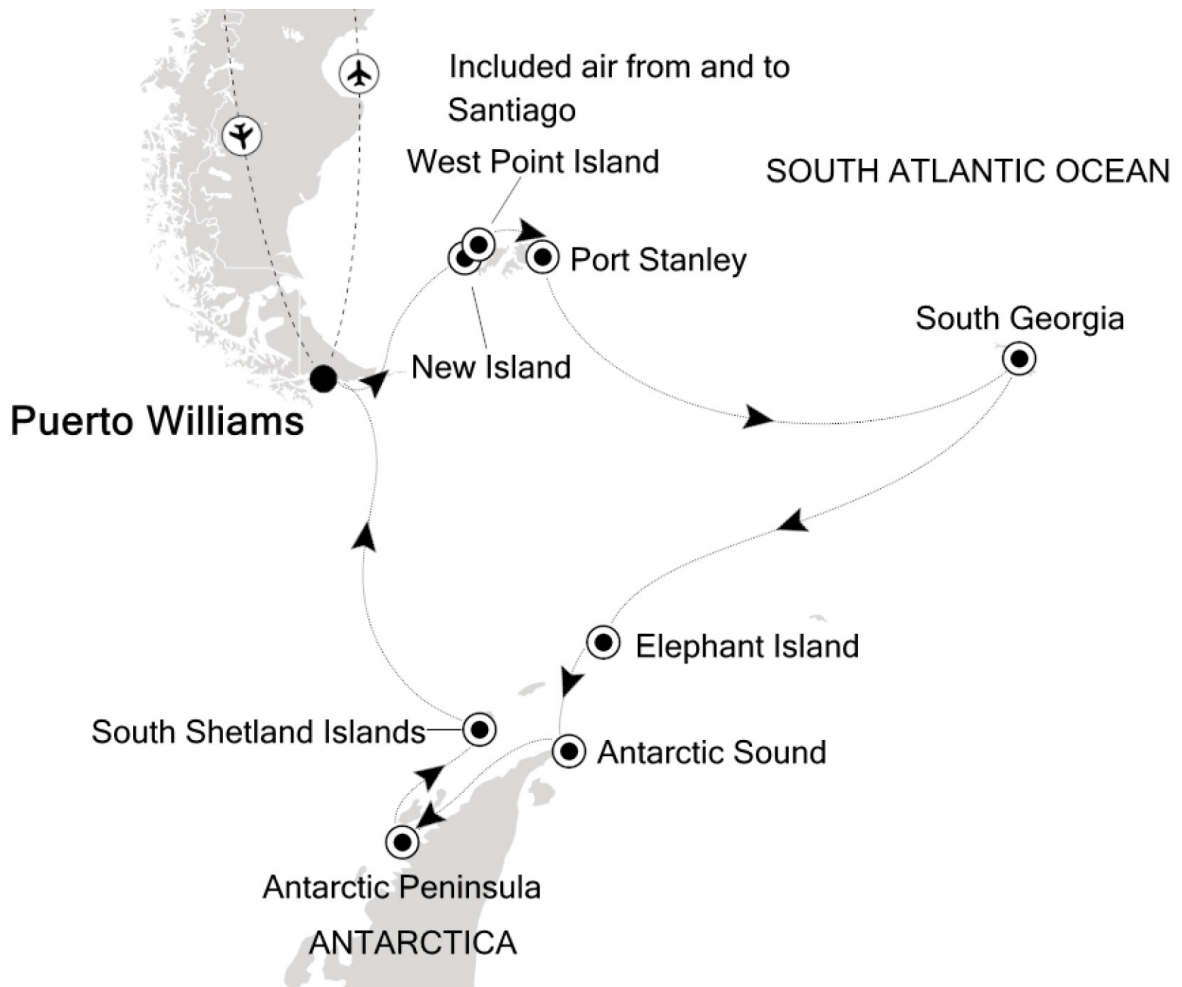 Included air from and to
Santiago
West Point Island
SOUTH ATLANTIC OCEAN
Port Stanley
South Georgia
New Island
Puerto Williams
Elephant Island
South Shetland Islands
Antarctic Sound
Antarctic Peninsula
ANTARCTICA